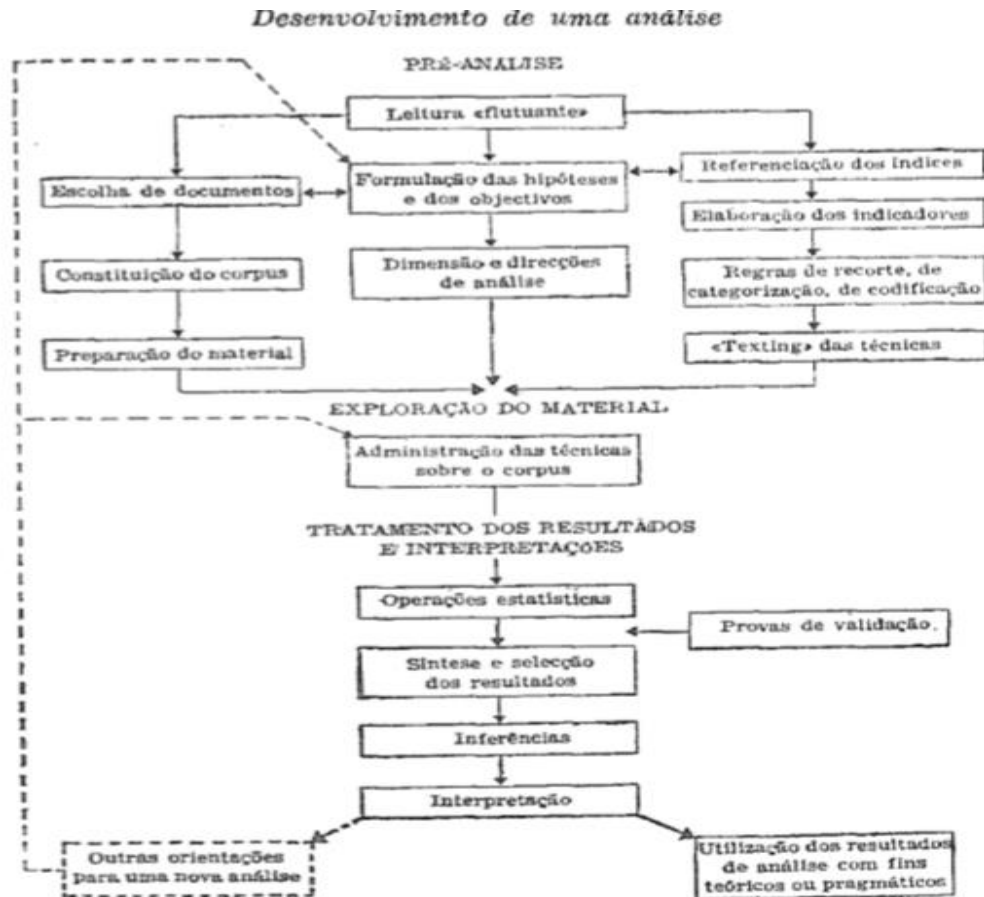 Desenvolvimento de uma análise
PRÉ-ANÁLISE
Leitura «flutuante»
Escolha de documentos
Formulação das hipóteses
e dos objectivos
Referenciação dos índices
Elaboração dos indicadores
Constituição do corpus
Dimensão e direcções
de análise
Regras de recorte, de
categorização, de codificação
Preparação do material
«Texting» das técnicas
EXPLORAÇÃO DO MATERIAL
Administração das técnicas
sobre o corpus
TRATAMENTO DOS RESULTADOS
E INTERPRETAÇÕES
Operações estatísticas
Provas de validação.
Síntese e selecção
dos resultados
Inferências
Interpretação
Outras orientações
para uma nova análise
Utilização dos resultados
de análise com fins
teóricos ou pragmáticos